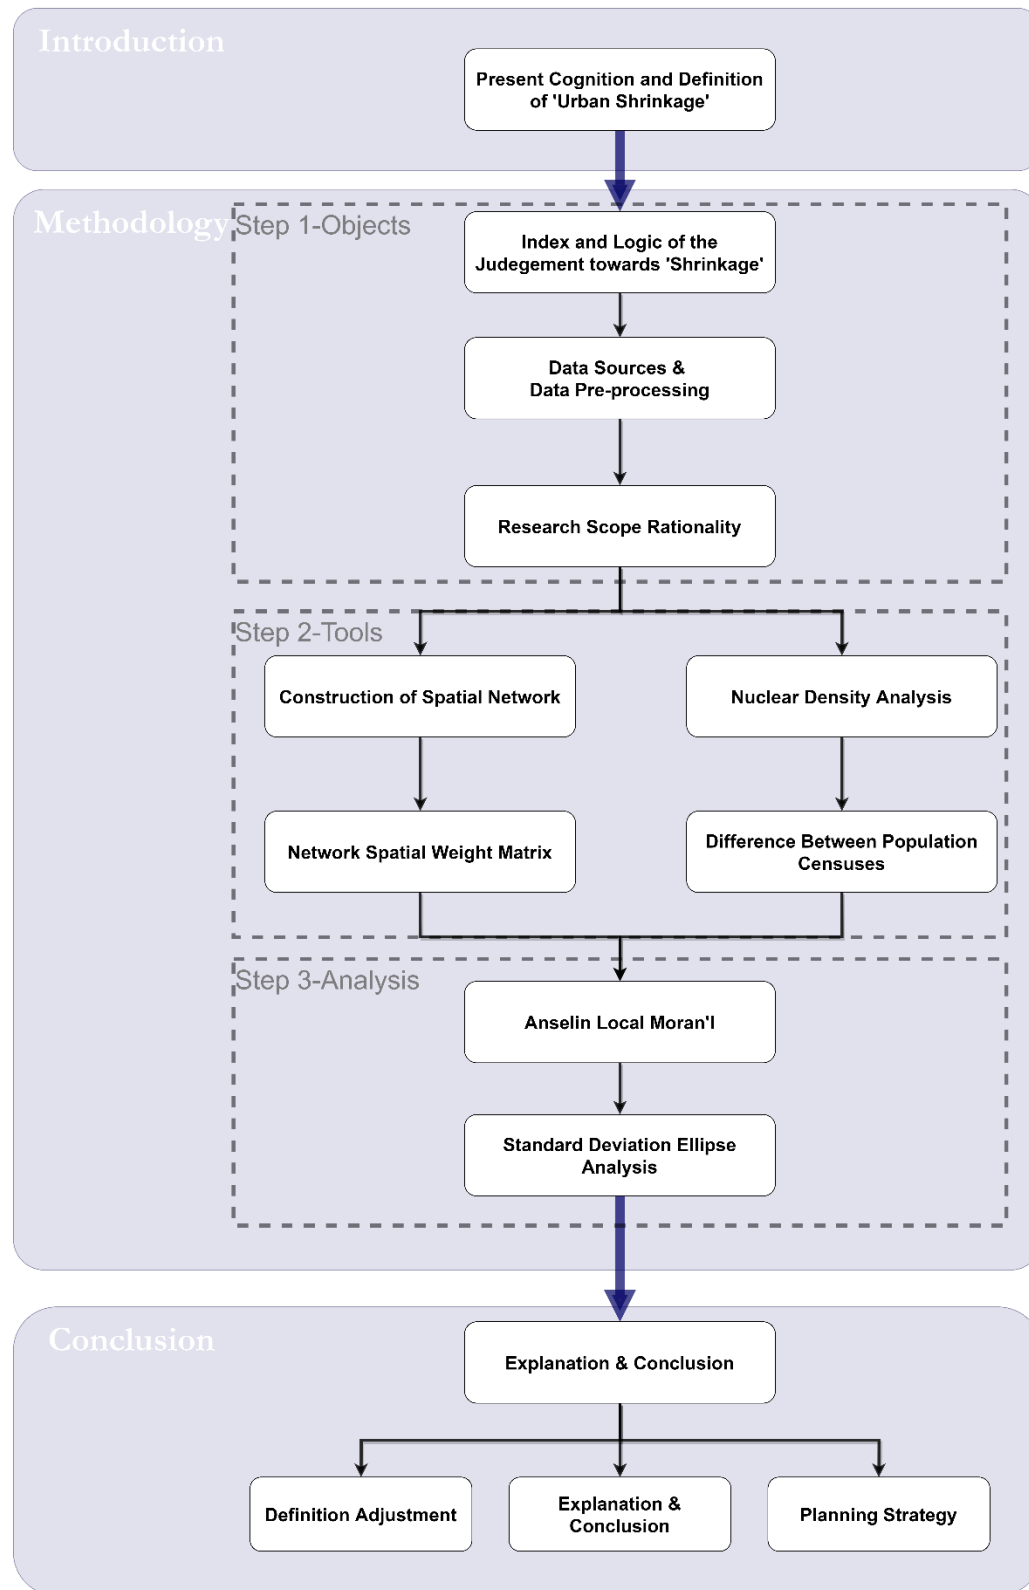 Introduction
Present Cognition and Definition
of 'Urban Shrinkage'
Methodology
Step 1-Objects
Index and Logic of the
Judegement towards 'Shrinkage'
Data Sources &
Data Pre-processing
Research Scope Rationality
Step 2-Tools
Construction of Spatial Network
Nuclear Density Analysis
Network Spatial Weight Matrix
Difference Between Population
Censuses
Step 3-Analysis
Anselin Local Moran'I
Standard Deviation Ellipse
Analysis
Conclusion
Explanation & Conclusion
Definition Adjustment
Explanation &
Conclusion
Planning Strategy